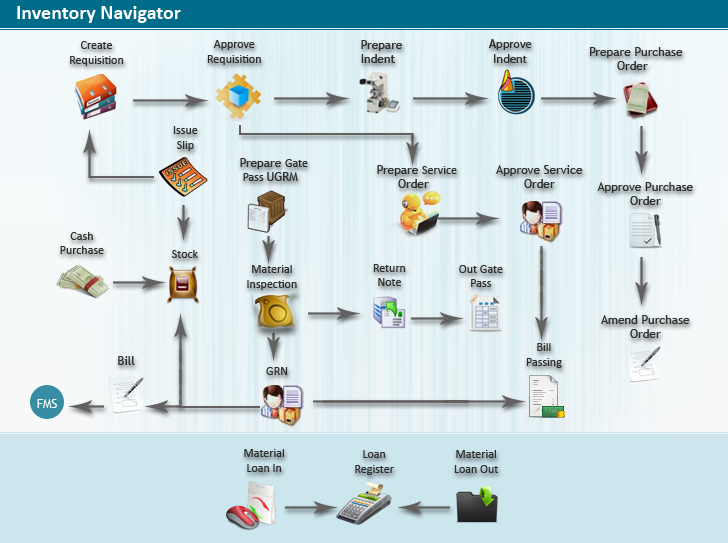 Inventory Navigator
Create
Requisition
Approve
Requisition
Prepare
Indent
Approve
Indent
Prepare Purchase
Order
Issue
Slip
ISSUE
Prepare Gate
Pass UGRM
Prepare Service
Order
Approve Service
Order
Approve Purchase
Order
Cash
Purchase
Stock
Material
Inspection
Return
Note
Out Gate
Pass
Amend Purchase
Order
Bill
GRN
Bill
Passing
FMS
Material
Loan In
Loan
Register
Material
Loan Out